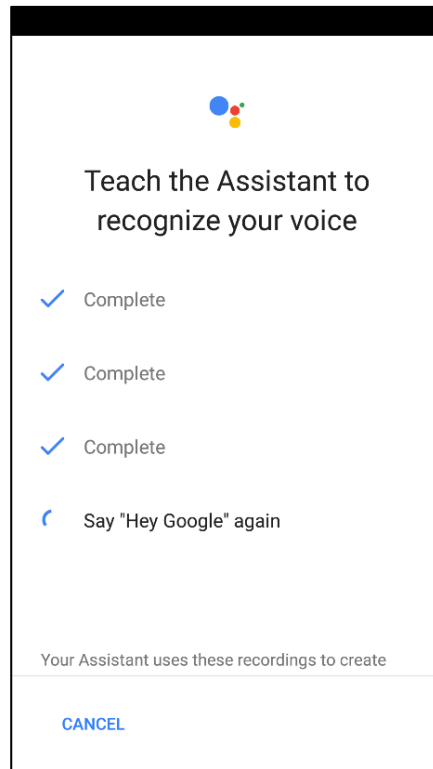 Teach the Assistant to
recognize your voice
Complete
Complete
Complete
Say "Hey Google" again
Your Assistant uses these recordings to create
CANCEL